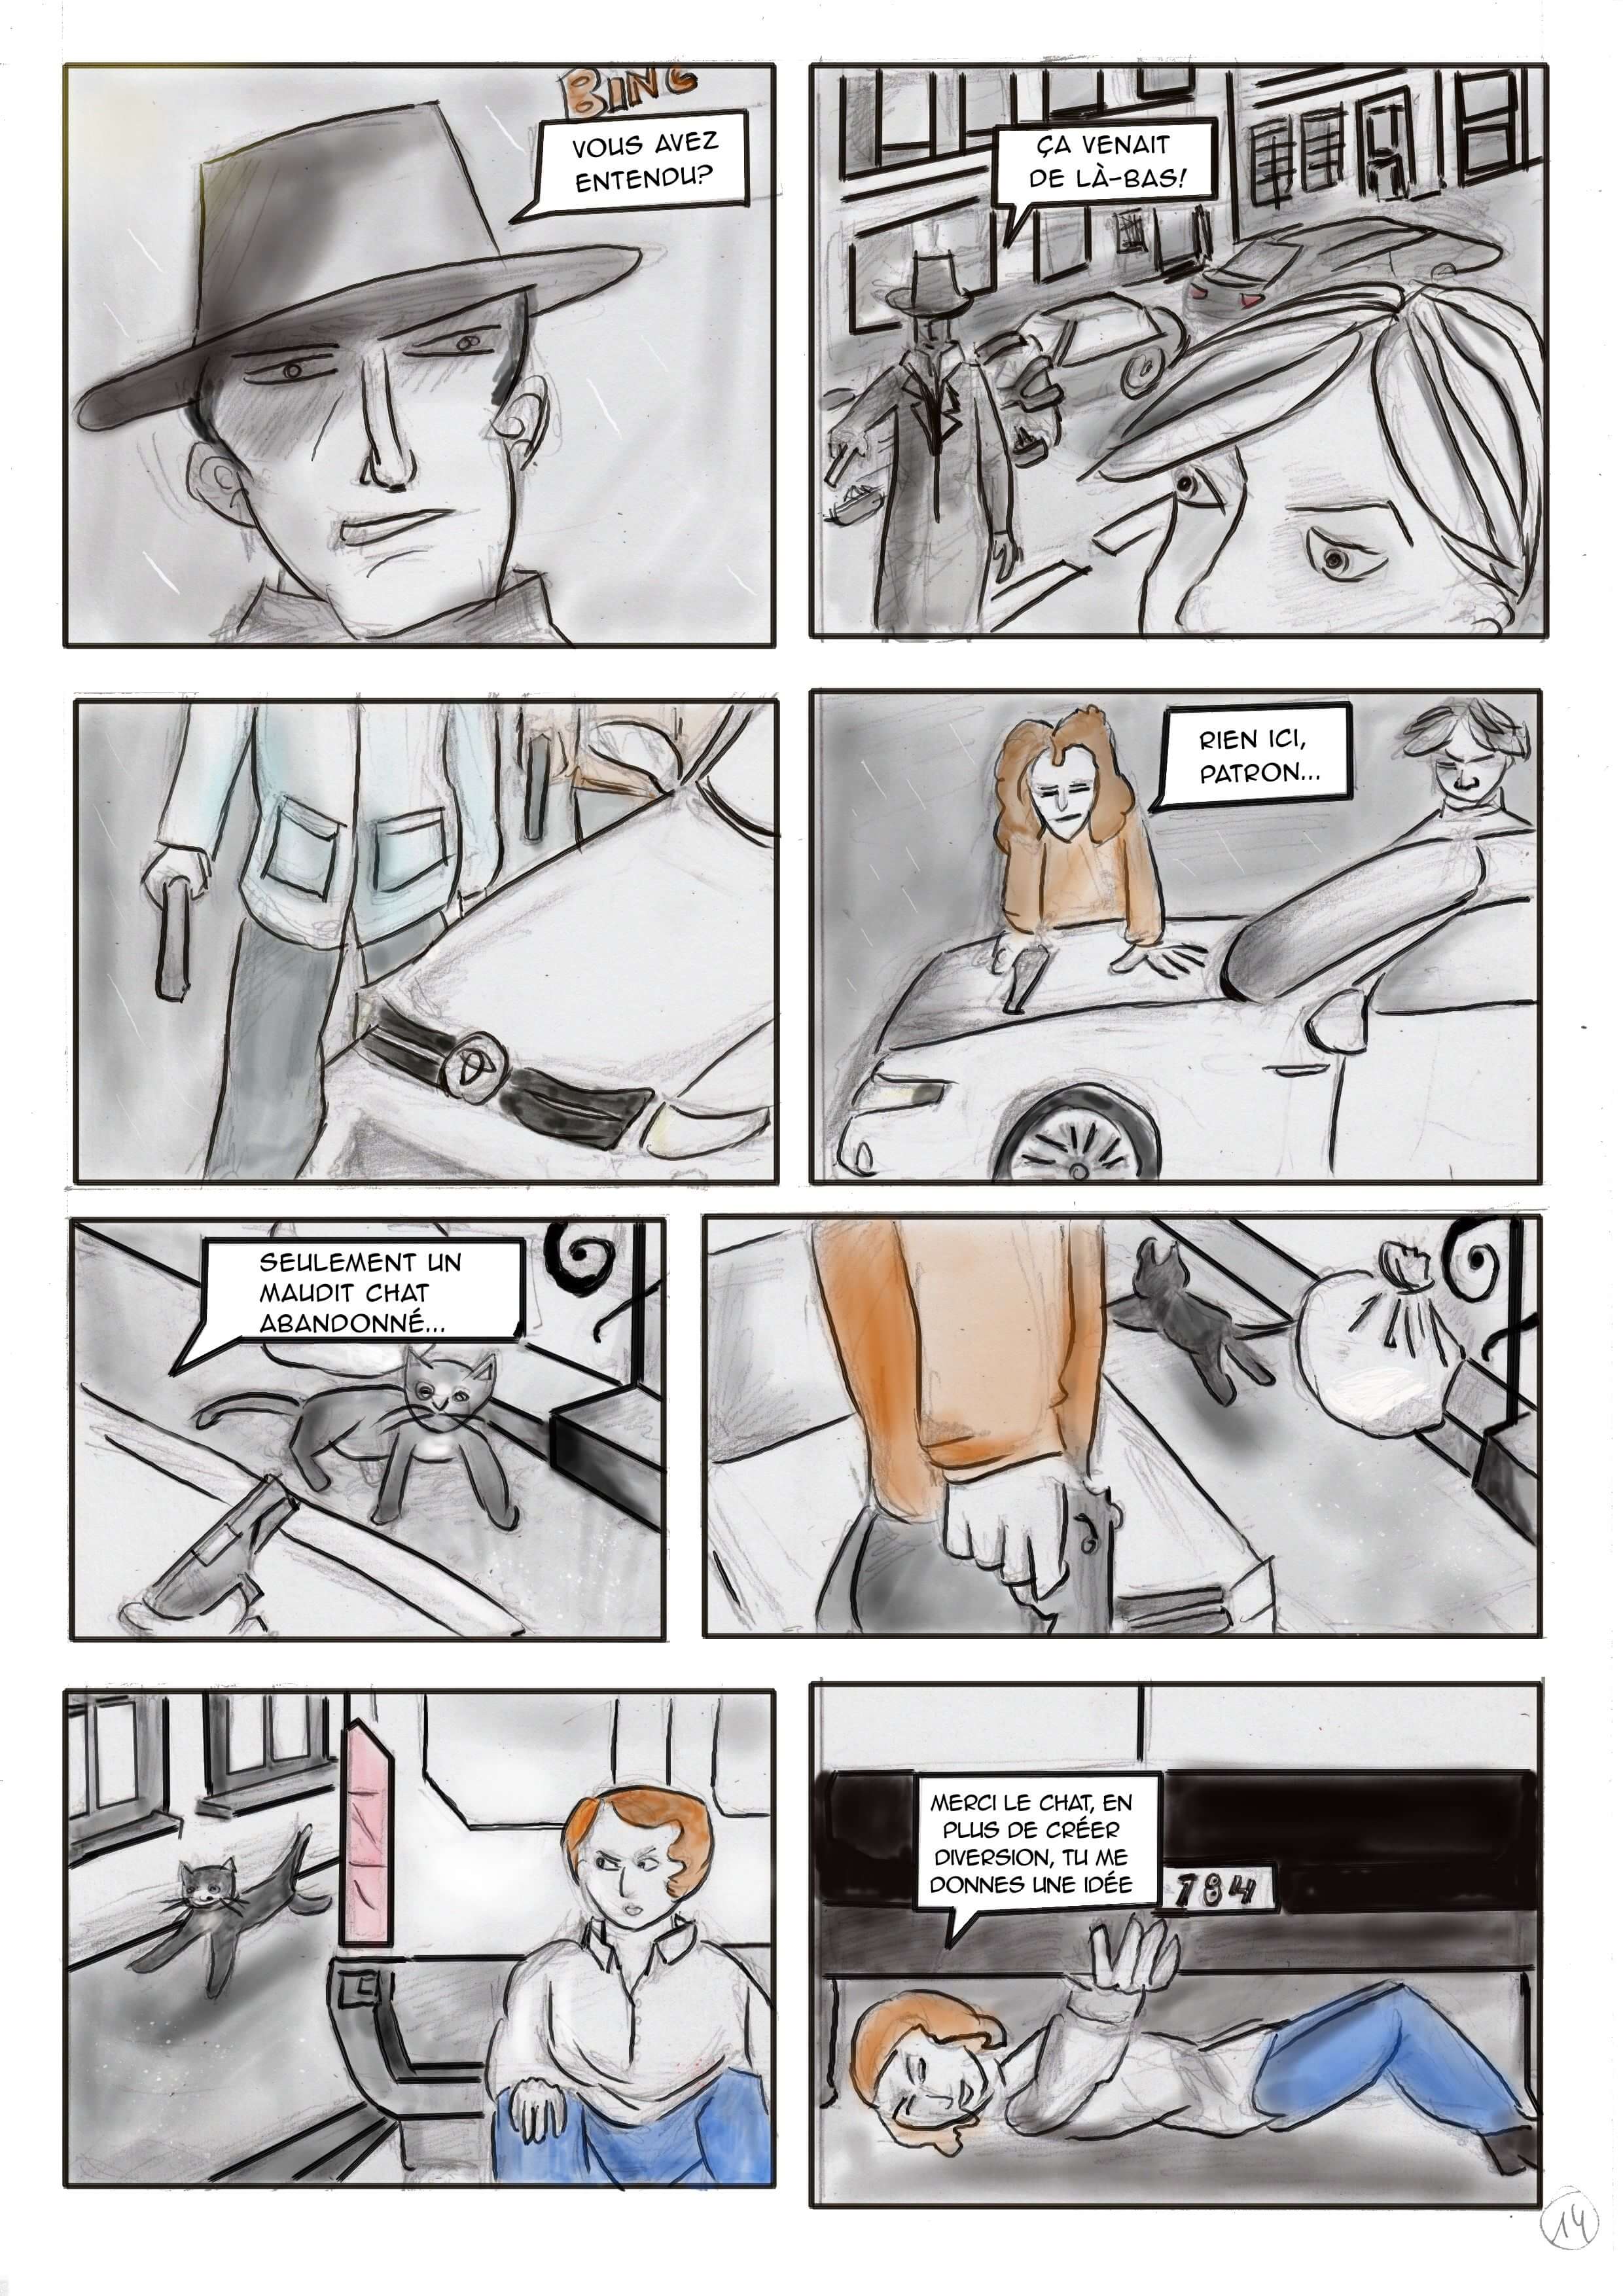 BING
VOUS AVEZ
ENTENDU?
ÇA VENAIT
DE LÀ-BAS!
RIEN ICI,
PATRON...
SEULEMENT UN
MAUDIT CHAT
ABANDONNÉ...
MERCI LE CHAT, EN
PLUS DE CRÉER
DIVERSION, TU ME
DONNES UNE IDÉE
784
14